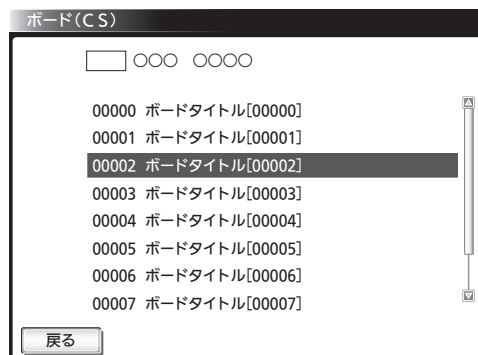 ボード(CS)
○○○ ○○○○
00000 ボードタイトル[00000]
00001 ボードタイトル[00001]
00002 ボードタイトル[00002]
00003 ボードタイトル[00003]
00004 ボードタイトル[00004]
00005 ボードタイトル[00005]
00006 ボードタイトル[00006]
00007 ボードタイトル[00007]
戻る